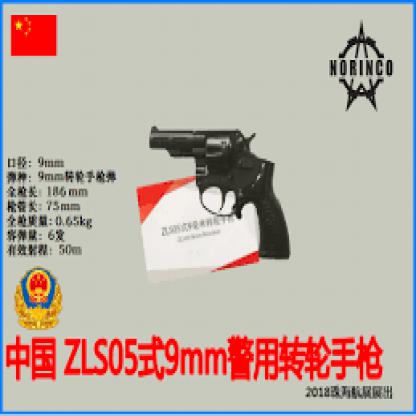 NORINCO
口径: 9mm
弹种: 9mm转轮手枪弹
全枪长: 186mm
枪管长: 75mm
全枪质量: 0.65kg
容弹量: 6发
有效射程: 50m
中国 ZLS05式9mm警用转轮手枪
2018珠海航展展出